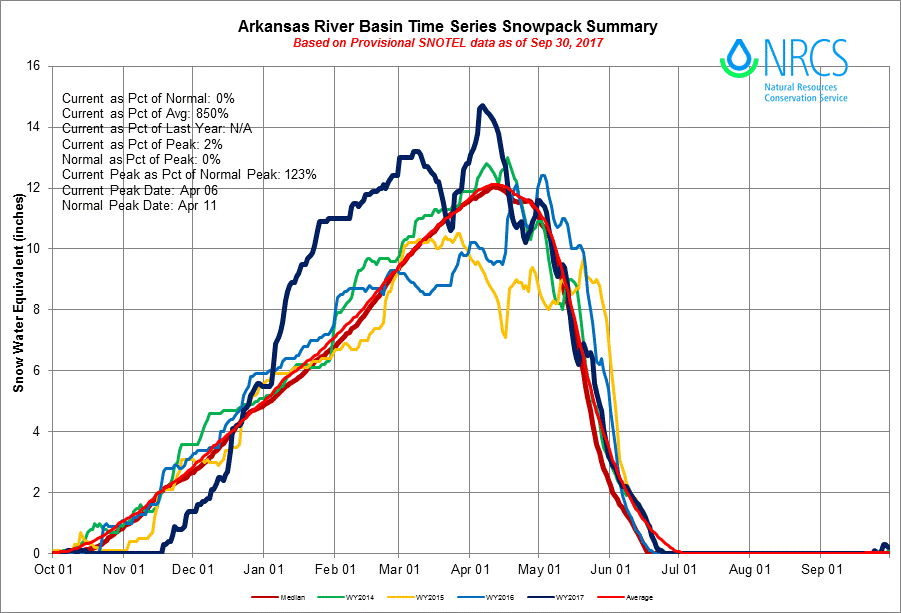 Arkansas River Basin Time Series Snowpack Summary
Based on Provisional SNOTEL data as of Sep 30, 2017
NRCS
Natural Resources
Conservation Service
Current as Pct of Normal: 0%
Current as Pct of Avg: 850%
Current as Pct of Last Year: N/A
Current as Pct of Peak: 2%
Normal as Pct of Peak: 0%
Current Peak as Pct of Normal Peak: 123%
Current Peak Date: Apr 06
Normal Peak Date: Apr 11
Snow Water Equivalent (inches)
16
14
12
10
8
6
4
2
0
Oct 01 Nov 01 Dec 01 Jan 01 Feb 01 Mar 01 Apr 01 May 01 Jun 01 Jul 01 Aug 01 Sep 01
Median WY2014 WY2015 WY2016 WY2017 Average